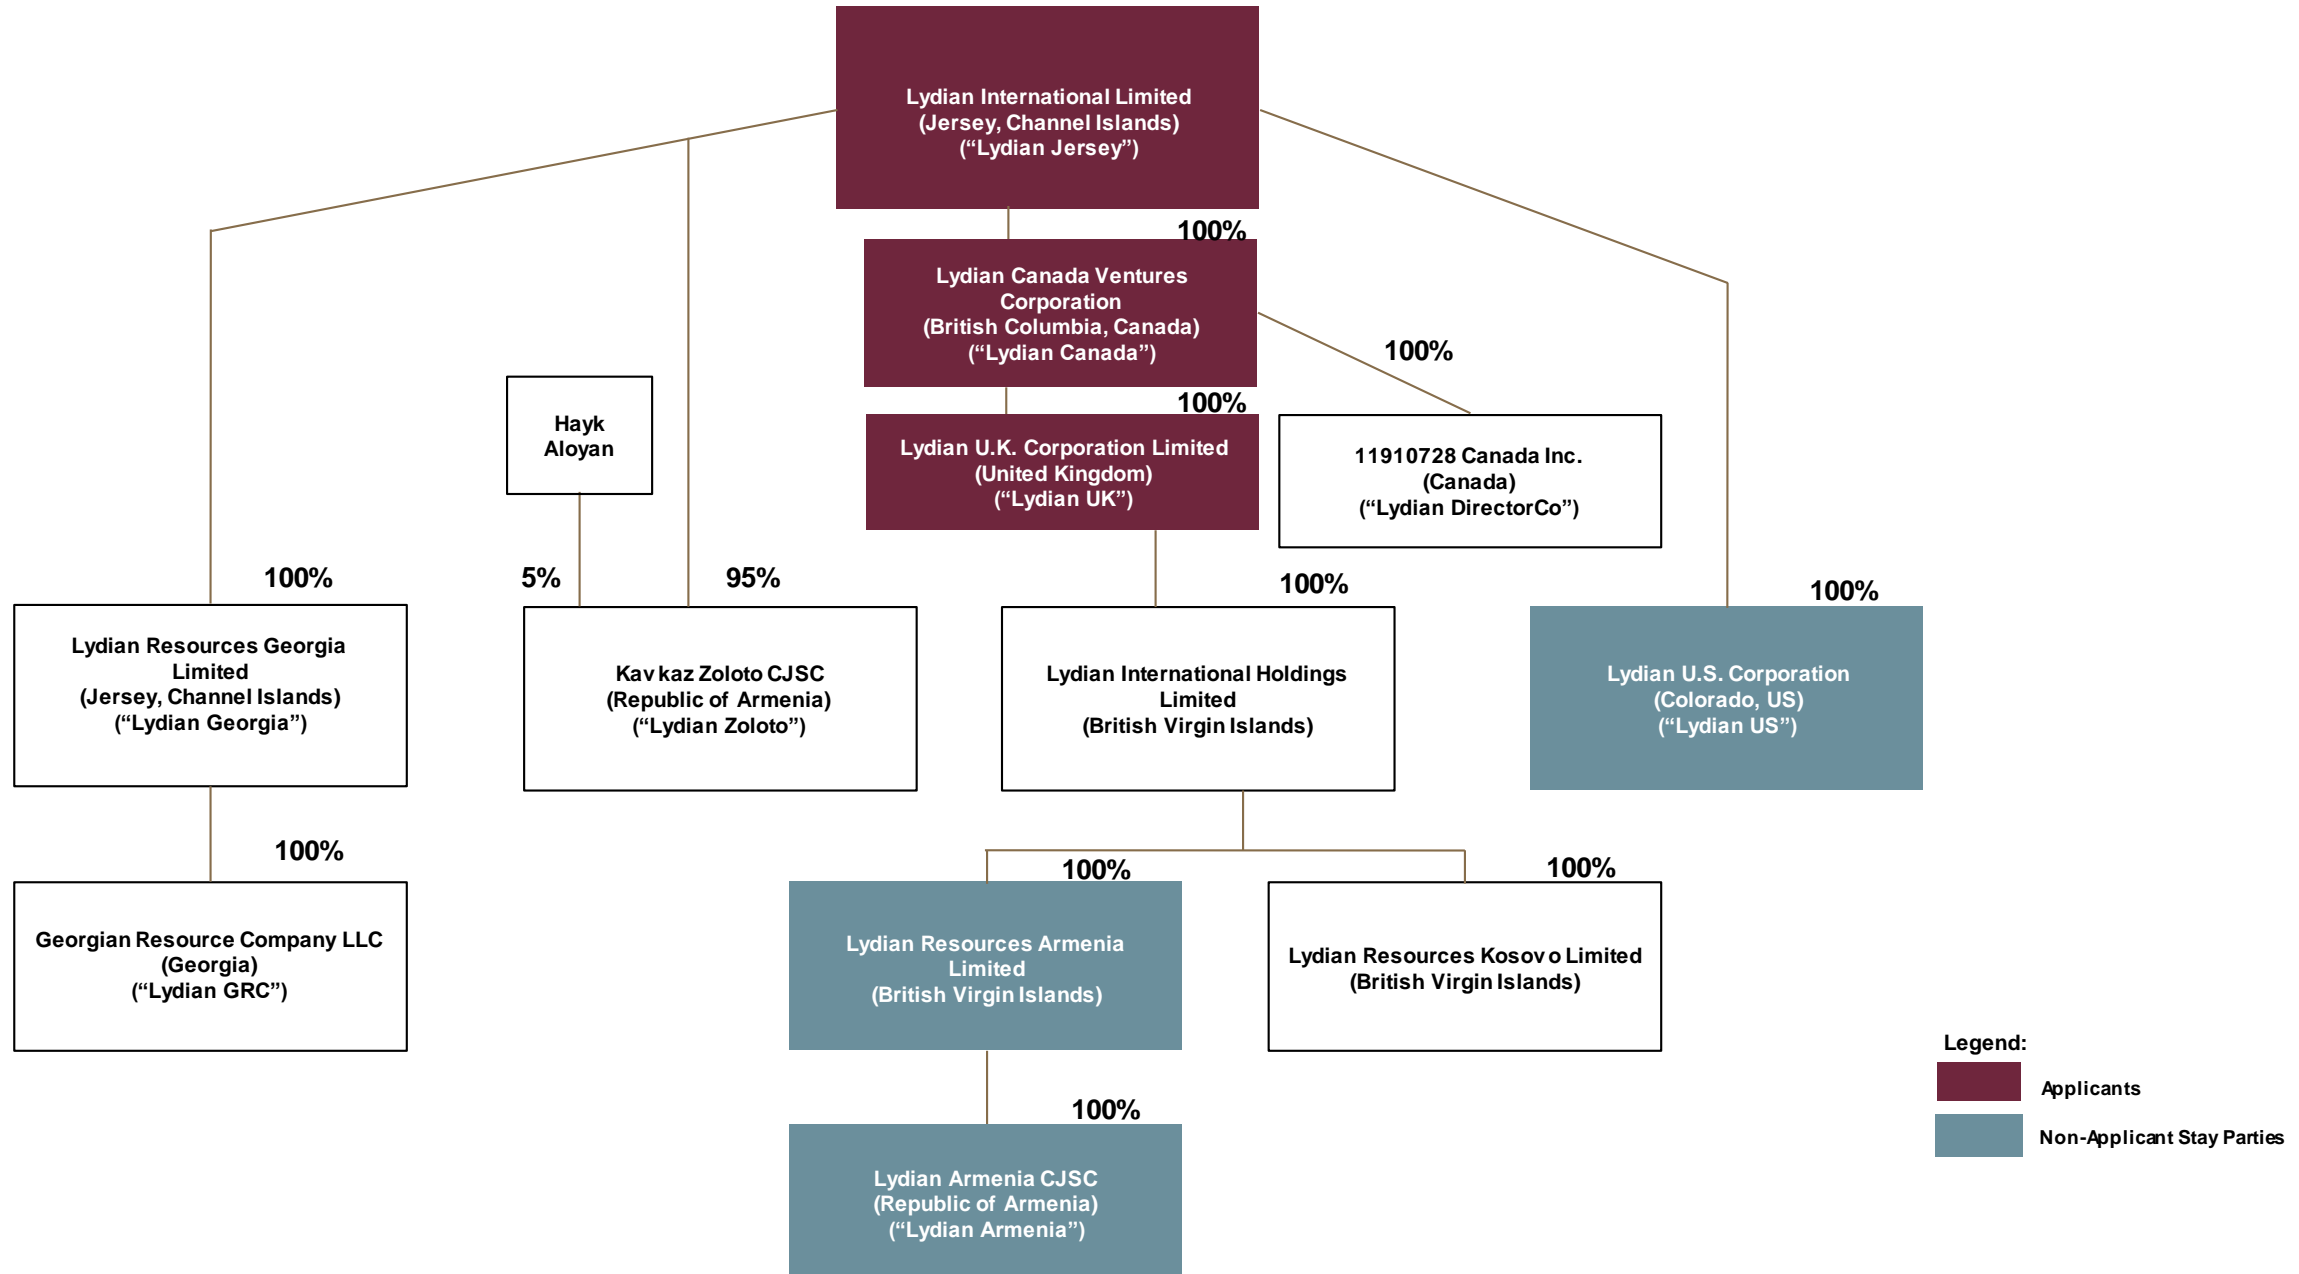 Lydian International Limited
(Jersey, Channel Islands)
(“Lydian Jersey”)
100%
Lydian Canada Ventures
Corporation
(British Columbia, Canada)
(“Lydian Canada”)
100%
100%
Hayk
Aloyan
Lydian U.K. Corporation Limited
(United Kingdom)
(“Lydian UK”)
11910728 Canada Inc.
(Canada)
(“Lydian DirectorCo”)
100%
5%
95%
100%
100%
Lydian Resources Georgia
Limited
(Jersey, Channel Islands)
(“Lydian Georgia”)
Kavkaz Zoloto CJSC
(Republic of Armenia)
(“Lydian Zoloto”)
Lydian International Holdings
Limited
(British Virgin Islands)
Lydian U.S. Corporation
(Colorado, US)
(“Lydian US”)
100%
100%
100%
Georgian Resource Company LLC
(Georgia)
(“Lydian GRC”)
Lydian Resources Armenia
Limited
(British Virgin Islands)
Lydian Resources Kosovo Limited
(British Virgin Islands)
100%
Lydian Armenia CJSC
(Republic of Armenia)
(“Lydian Armenia”)
Legend:
Applicants
Non-Applicant Stay Parties